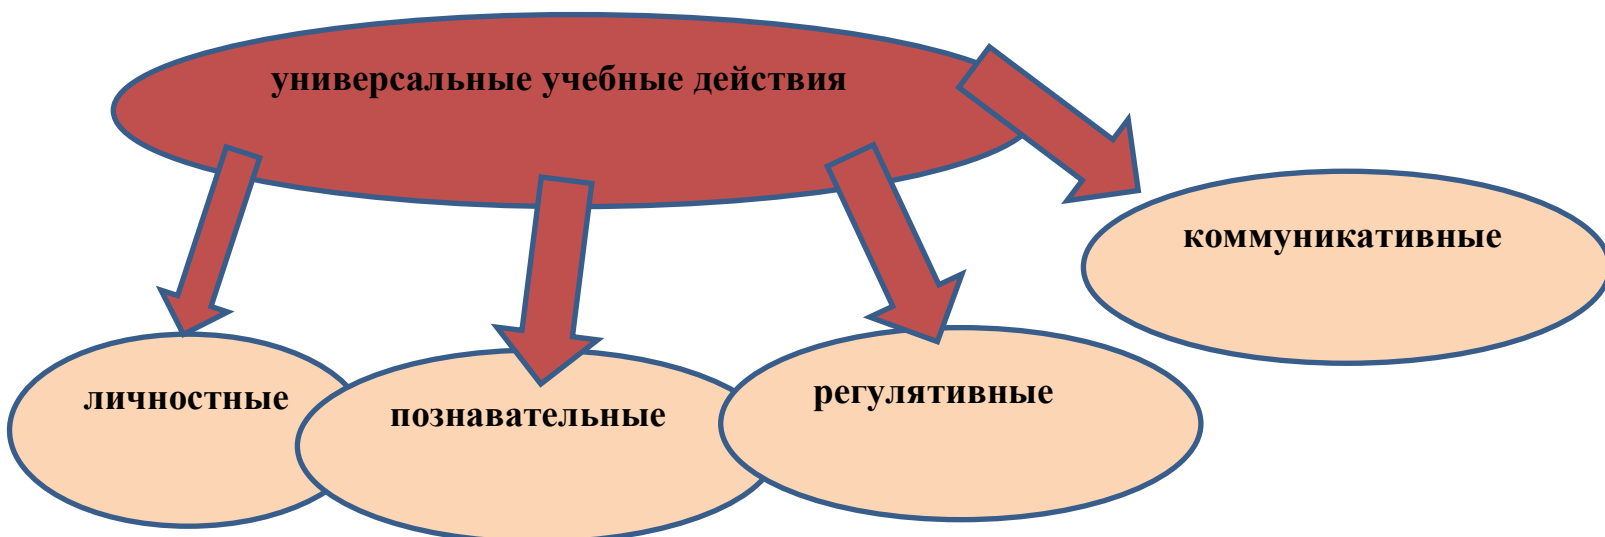 универсальные учебные действия
коммуникативные
личностные
познавательные
регулятивные